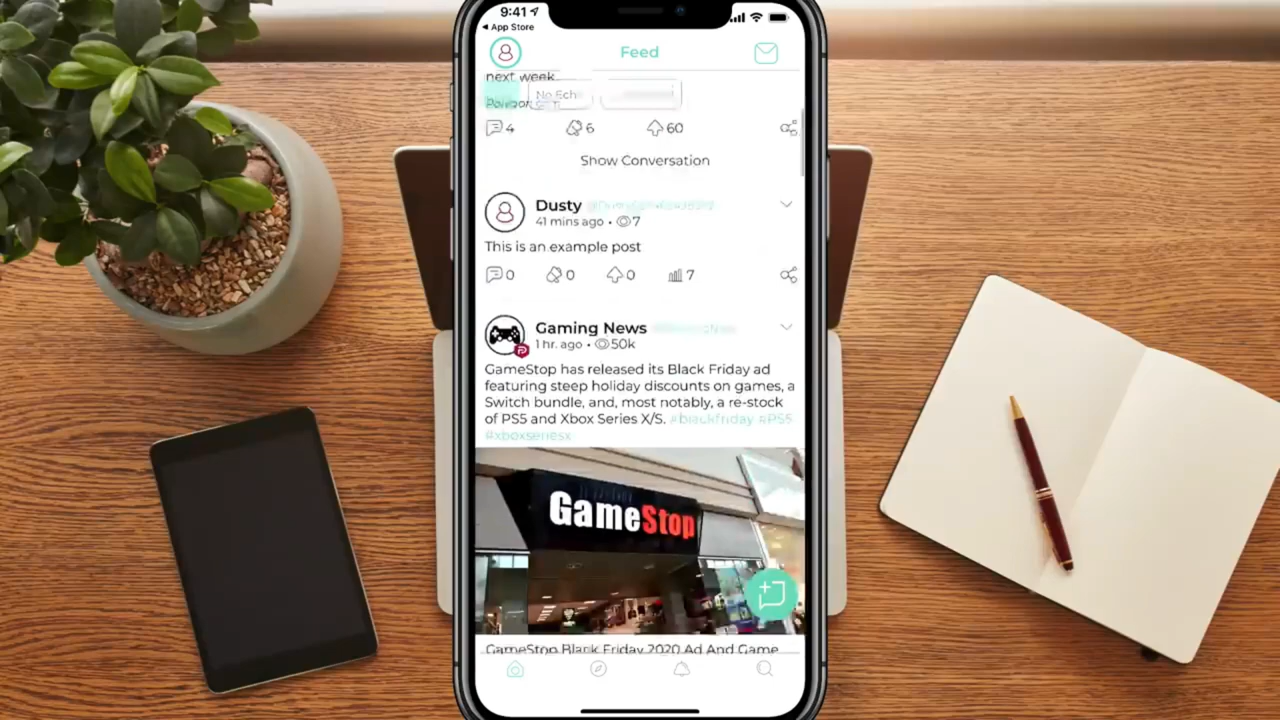 9:41
App Store
Feed
next week
No Echo
4 6 60
Show Conversation
Dusty
41 mins ago • 7
This is an example post
0 0 0 7
Gaming News
1 hr. ago • 50k
GameStop has released its Black Friday ad
featuring steep holiday discounts on games, a
Switch bundle, and, most notably, a re-stock
of PS5 and Xbox Series X/S. #blackfriday #PS5
#xboxseriesx
GameStop
GameStop Black Friday 2020 Ad And Game